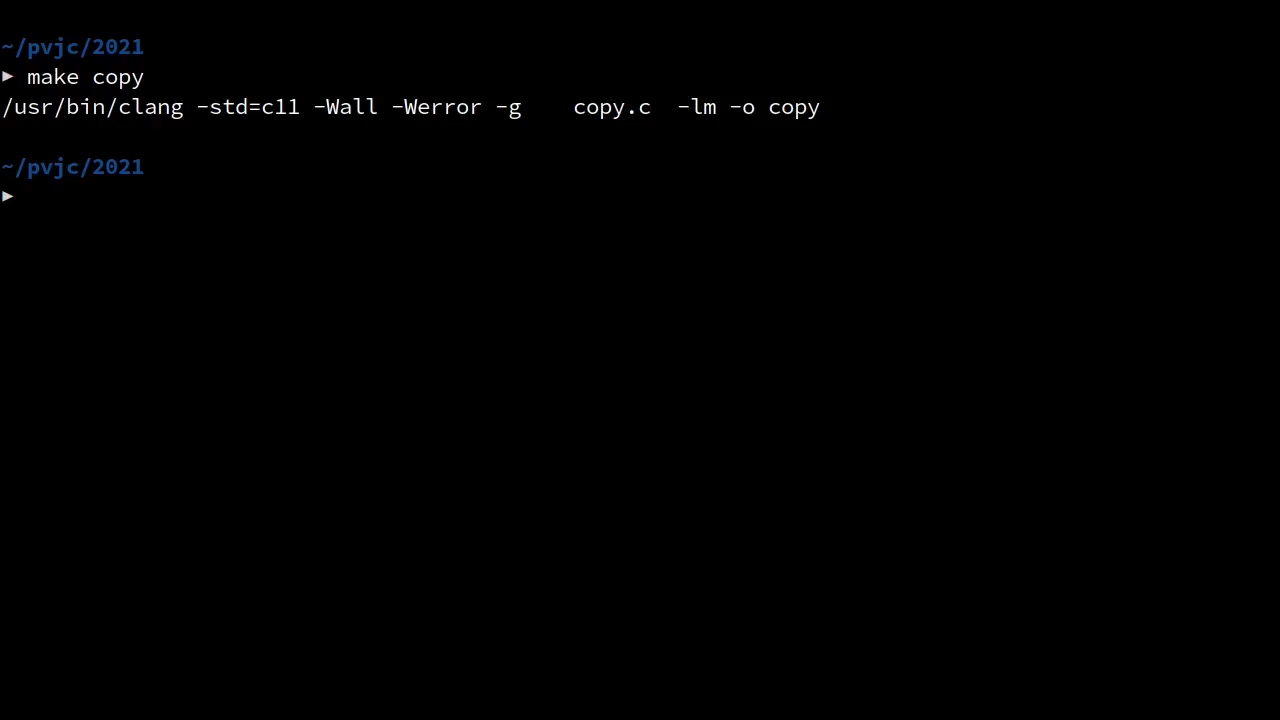 ~/pvjc/2021
▶ make copy
/usr/bin/clang -std=c11 -Wall -Werror -g    copy.c  -lm -o copy
~/pvjc/2021
▶